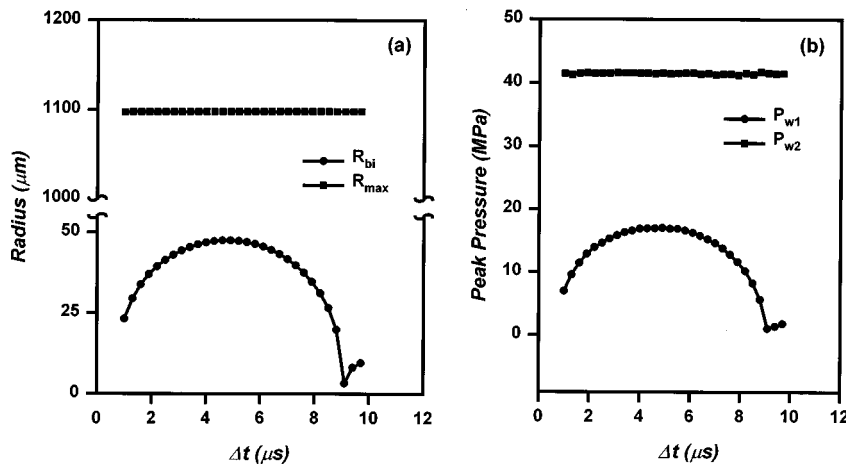 (a)
Radius (μm)
1200
1100
1000
50
25
0
R_bi
R_max
0 2 4 6 8 10 12
Δt (μs)
(b)
Peak Pressure (MPa)
50
40
30
20
10
0
P_w1
P_w2
0 2 4 6 8 10 12
Δt (μs)